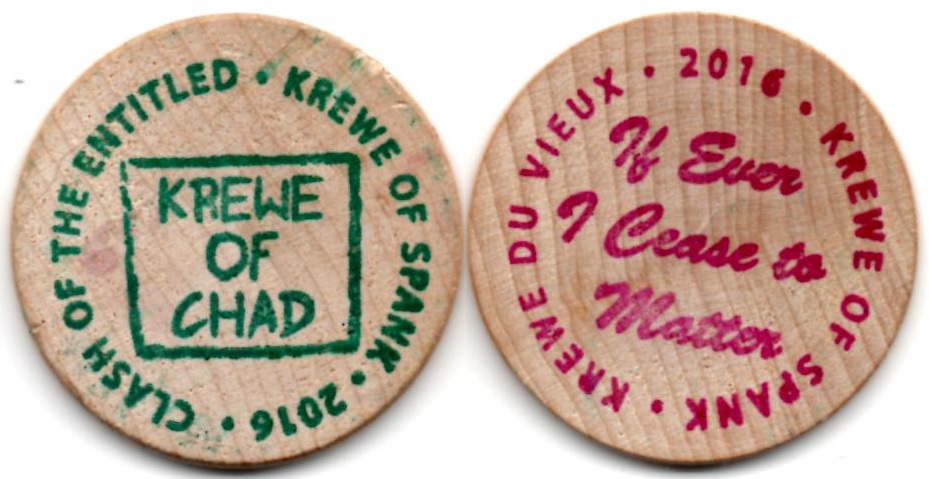 CLASH OF THE ENTITLED • KREWE OF SPANK • 2016 •
KREWE
OF
CHAD
KREWE DU VIEUX • 2016 • KREWE OF SPANK •
If Ever
I Cease to
Matter